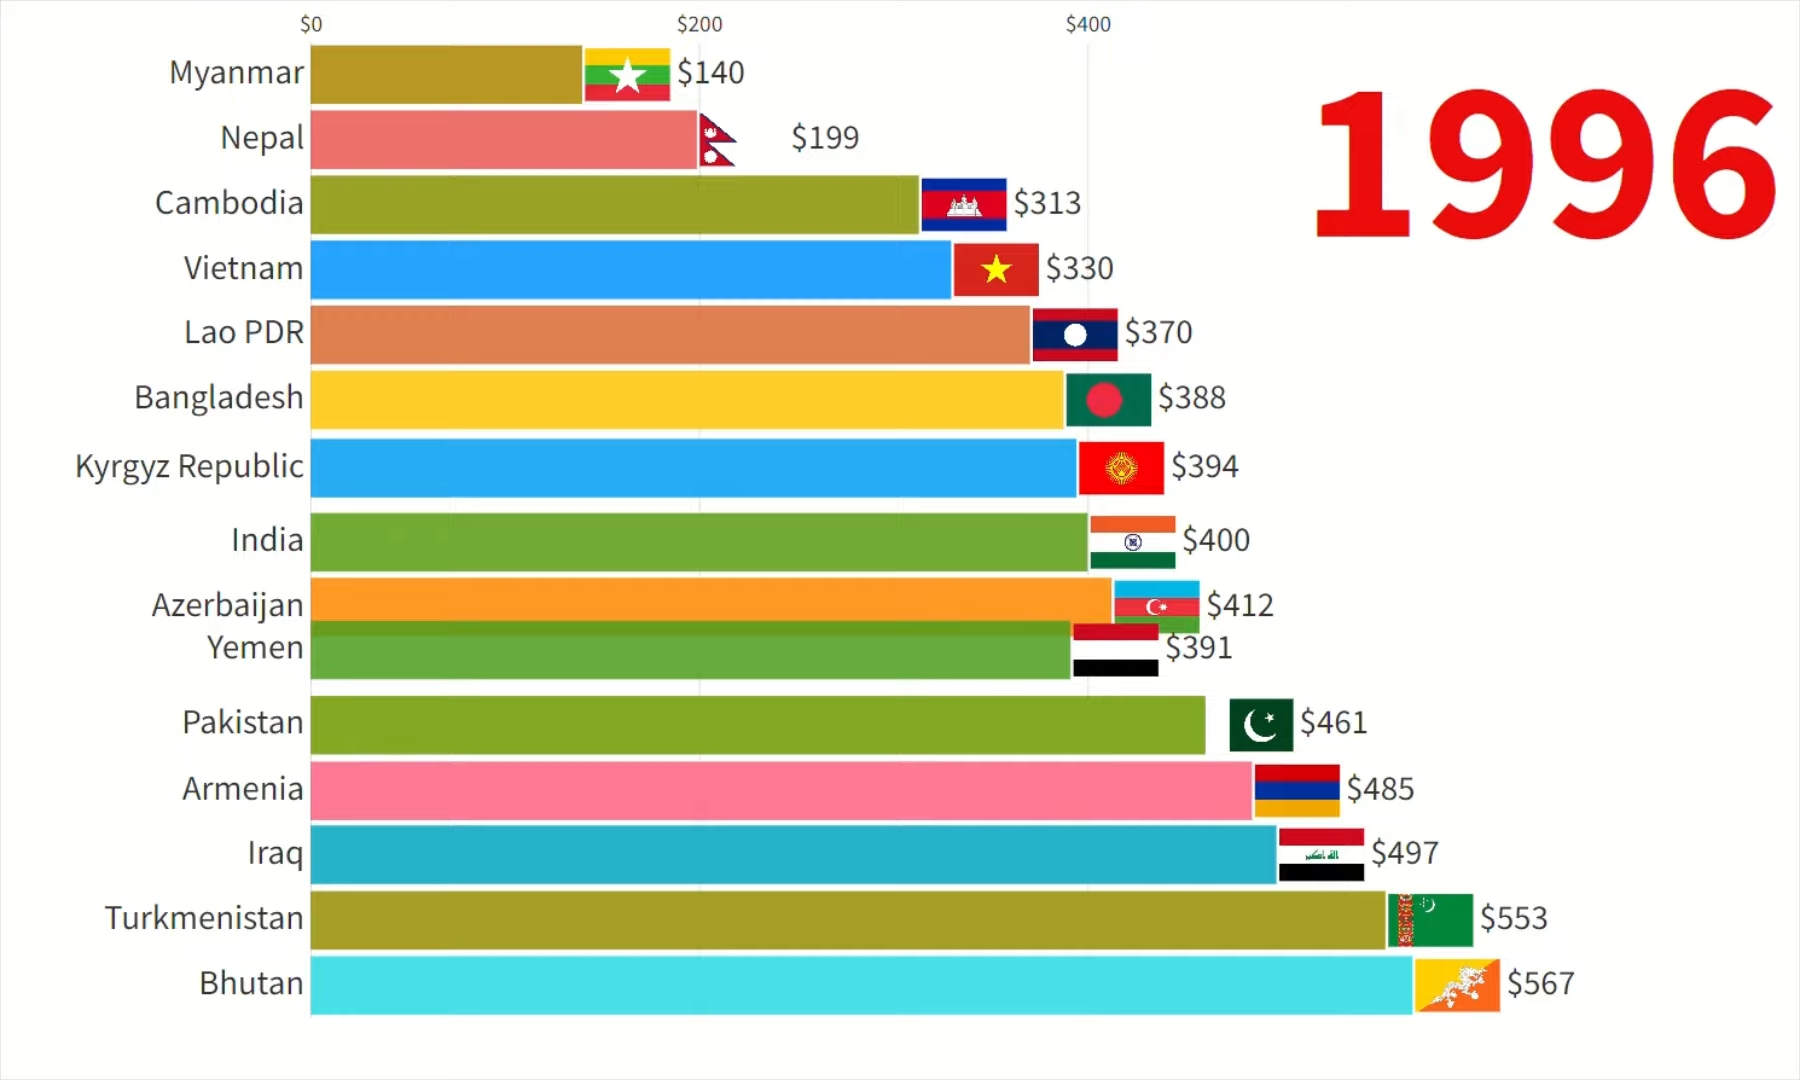 $0 $200 $400
Myanmar $140
Nepal $199
Cambodia $313
Vietnam $330
Lao PDR $370
Bangladesh $388
Kyrgyz Republic $394
India $400
Azerbaijan $412
Yemen $391
Pakistan $461
Armenia $485
Iraq $497
Turkmenistan $553
Bhutan $567
1996